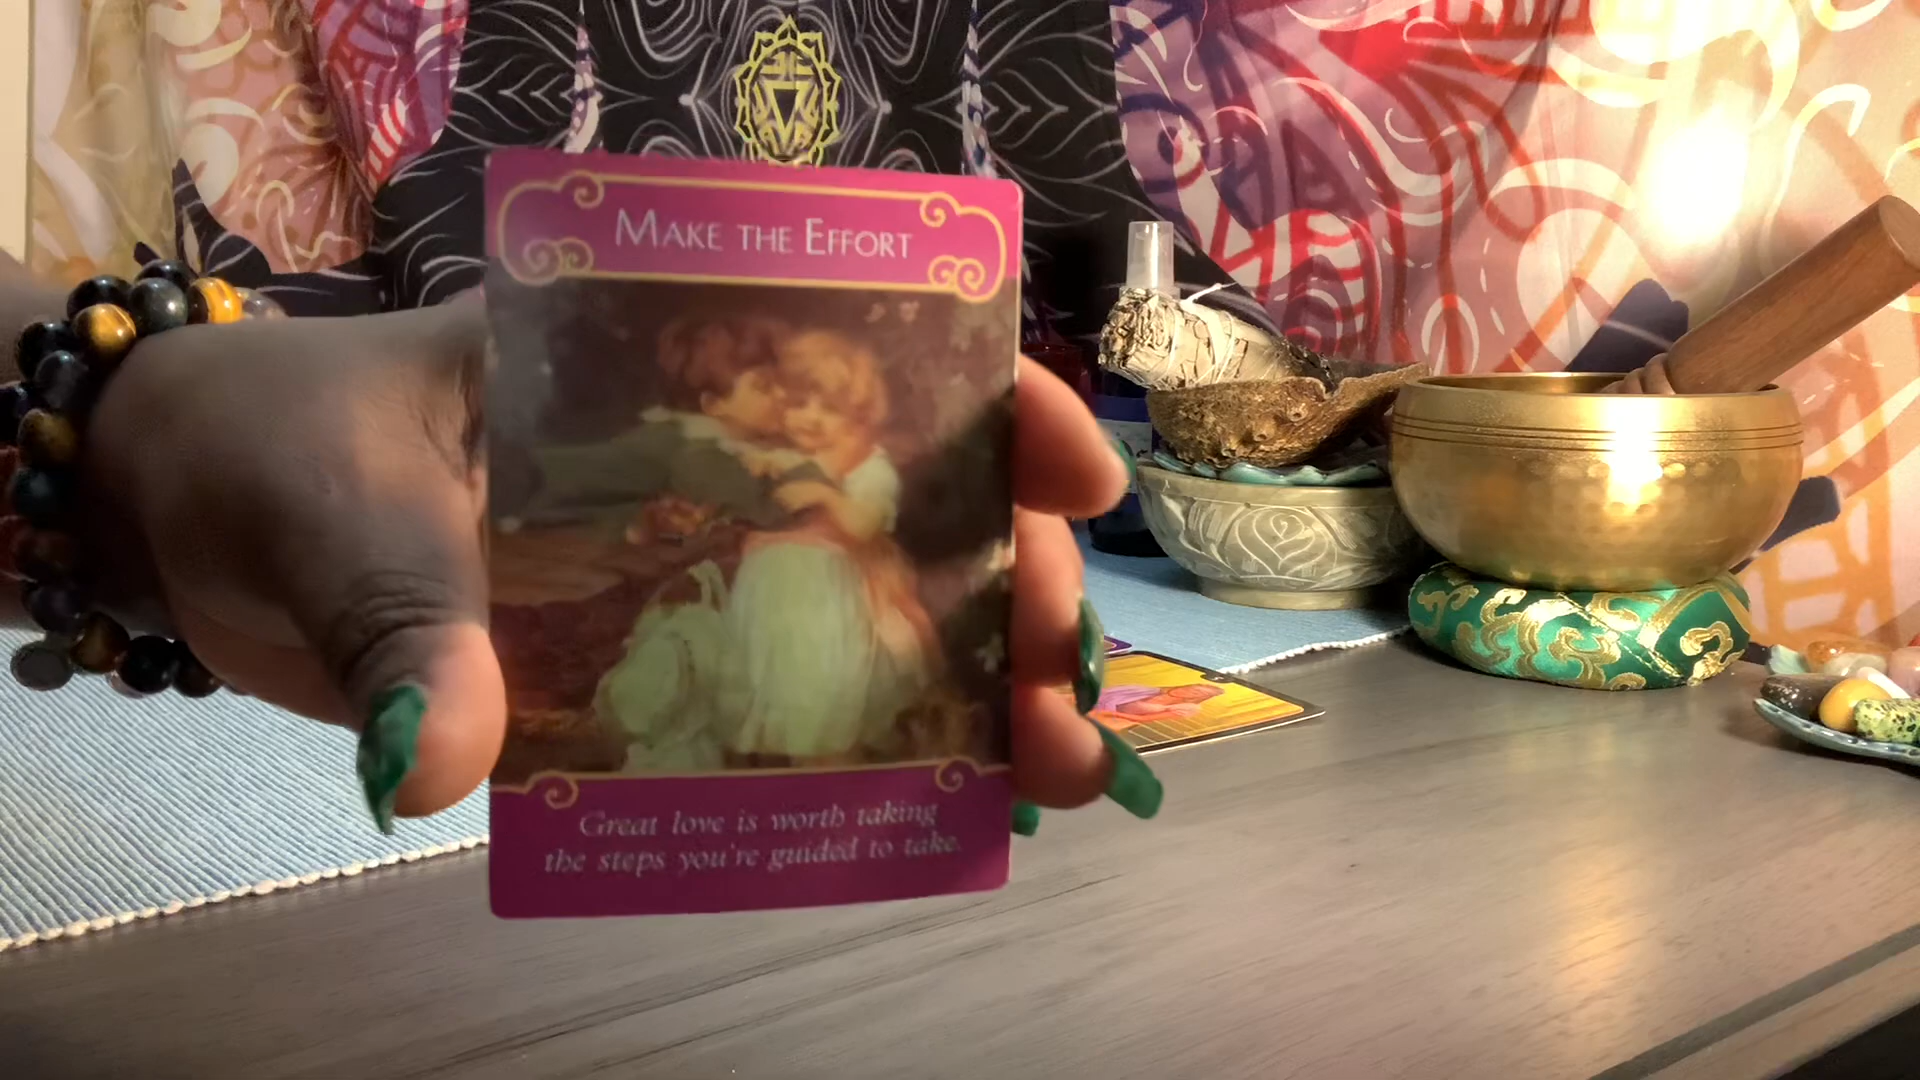 MAKE THE EFFORT
Great love is worth taking
the steps you're guided to take.